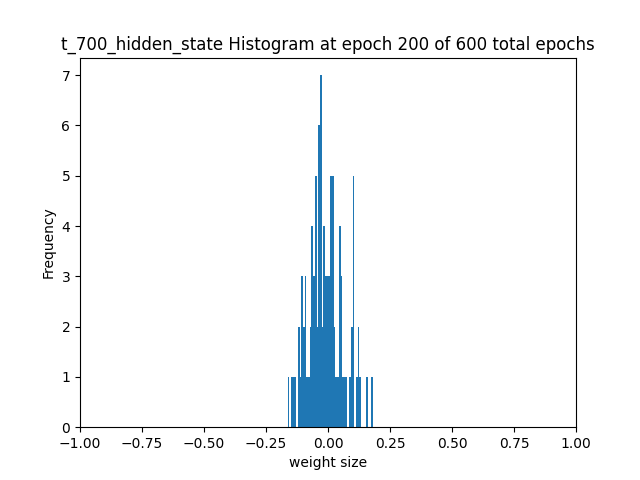 t_700_hidden_state Histogram at epoch 200 of 600 total epochs
7
6
5
4
3
2
1
0
Frequency
−1.00 −0.75 −0.50 −0.25 0.00 0.25 0.50 0.75 1.00
weight size